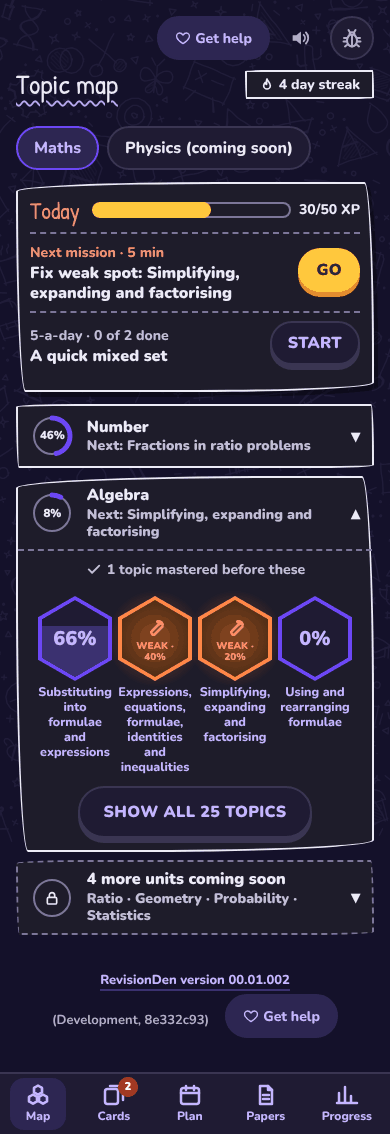 Get help
Topic map
4 day streak
Maths
Physics (coming soon)
Today
30/50 XP
Next mission · 5 min
Fix weak spot: Simplifying,
expanding and factorising
GO
5-a-day · 0 of 2 done
A quick mixed set
START
46%
Number
Next: Fractions in ratio problems
▼
8%
Algebra
Next: Simplifying, expanding and
factorising
▲
1 topic mastered before these
66%
WEAK ·
40%
WEAK ·
20%
0%
Substituting
into
formulae
and
expressions
Expressions,
equations,
formulae,
identities
and
inequalities
Simplifying,
expanding
and
factorising
Using and
rearranging
formulae
SHOW ALL 25 TOPICS
4 more units coming soon
Ratio · Geometry · Probability ·
Statistics
▼
RevisionDen version 00.01.002
(Development, 8e332c93)
Get help
2
Map
Cards
Plan
Papers
Progress